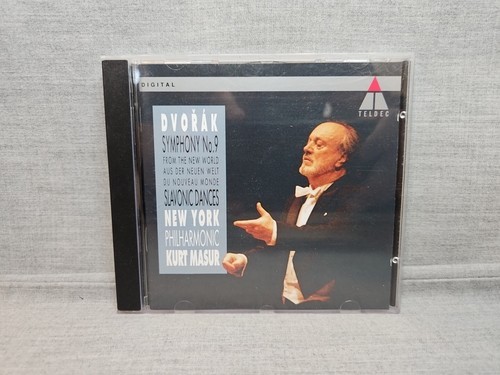 DIGITAL
TELDEC
DVOŘÁK
SYMPHONY No.9
FROM THE NEW WORLD
AUS DER NEUEN WELT
DU NOUVEAU MONDE
SLAVONIC DANCES
NEW YORK
PHILHARMONIC
KURT MASUR